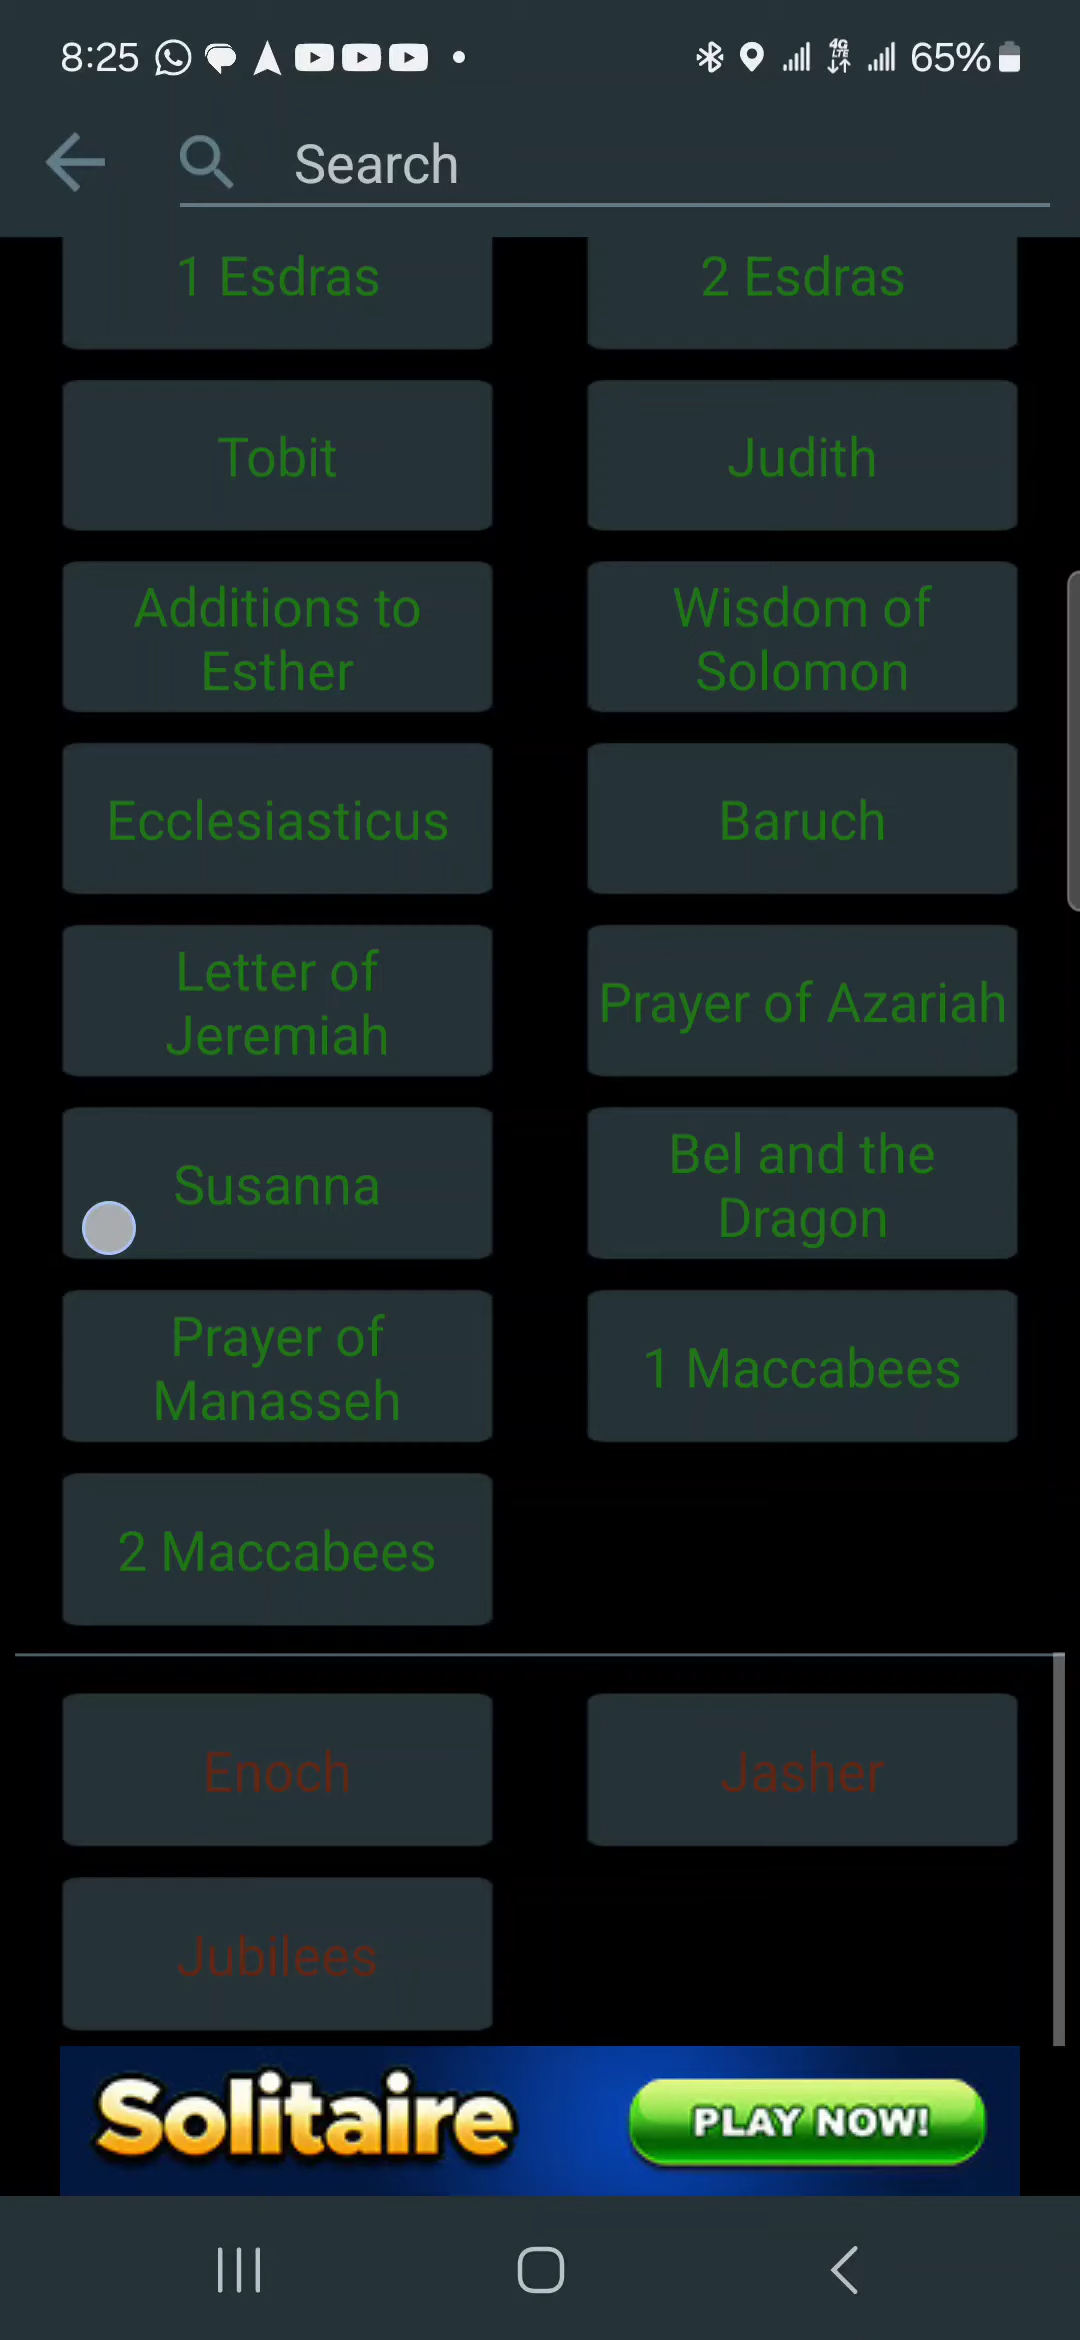 8:25
4G
LTE
65%
Search
1 Esdras
2 Esdras
Tobit
Judith
Additions to
Esther
Wisdom of
Solomon
Ecclesiasticus
Baruch
Letter of
Jeremiah
Prayer of Azariah
Susanna
Bel and the
Dragon
Prayer of
Manasseh
1 Maccabees
2 Maccabees
Enoch
Jasher
Jubilees
Solitaire
PLAY NOW!